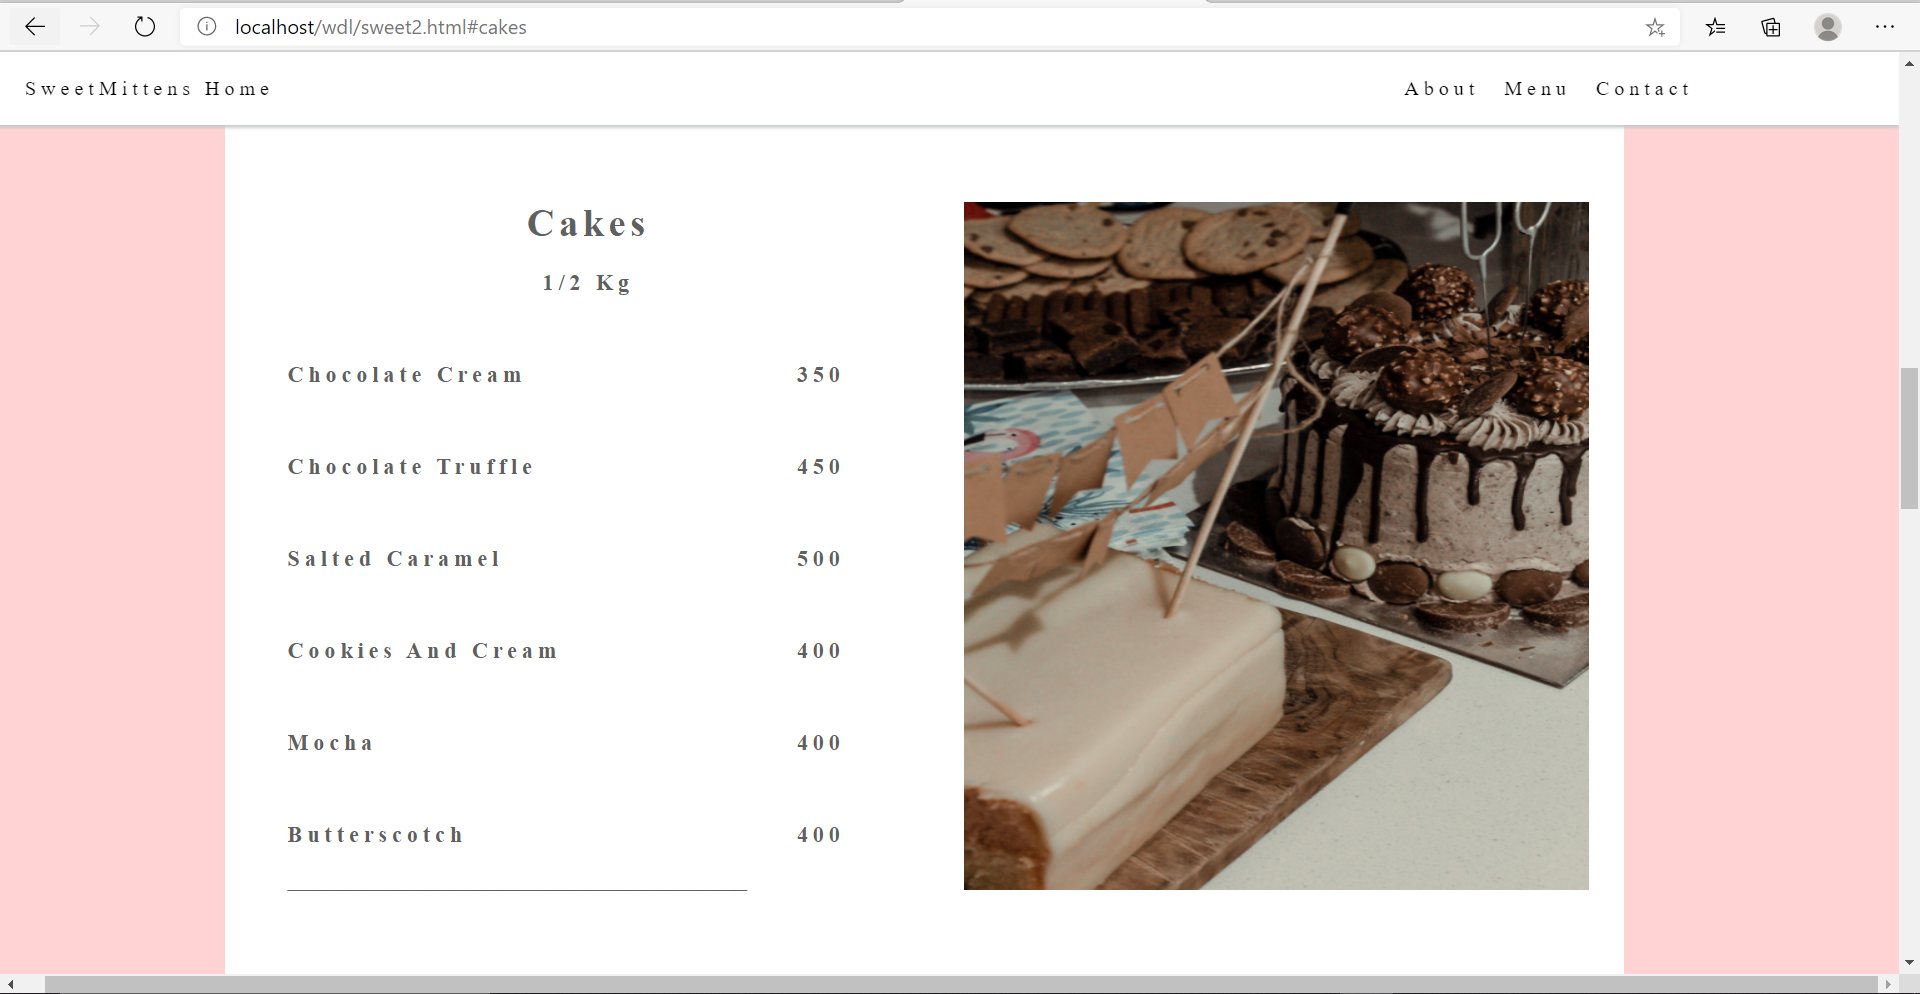 localhost/wdl/sweet2.html#cakes
SweetMittens Home About Menu Contact
Cakes
1/2 Kg
Chocolate Cream 350
Chocolate Truffle 450
Salted Caramel 500
Cookies And Cream 400
Mocha 400
Butterscotch 400